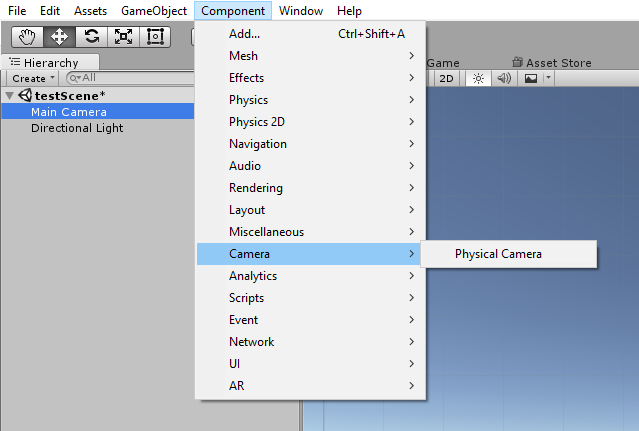 File Edit Assets GameObject Component Window Help
Add... Ctrl+Shift+A
Hierarchy
Mesh
Game
Asset Store
Create
All
Effects
2D
testScene*
Physics
Main Camera
Physics 2D
Directional Light
Navigation
Audio
Rendering
Layout
Miscellaneous
Camera
Physical Camera
Analytics
Scripts
Event
Network
UI
AR